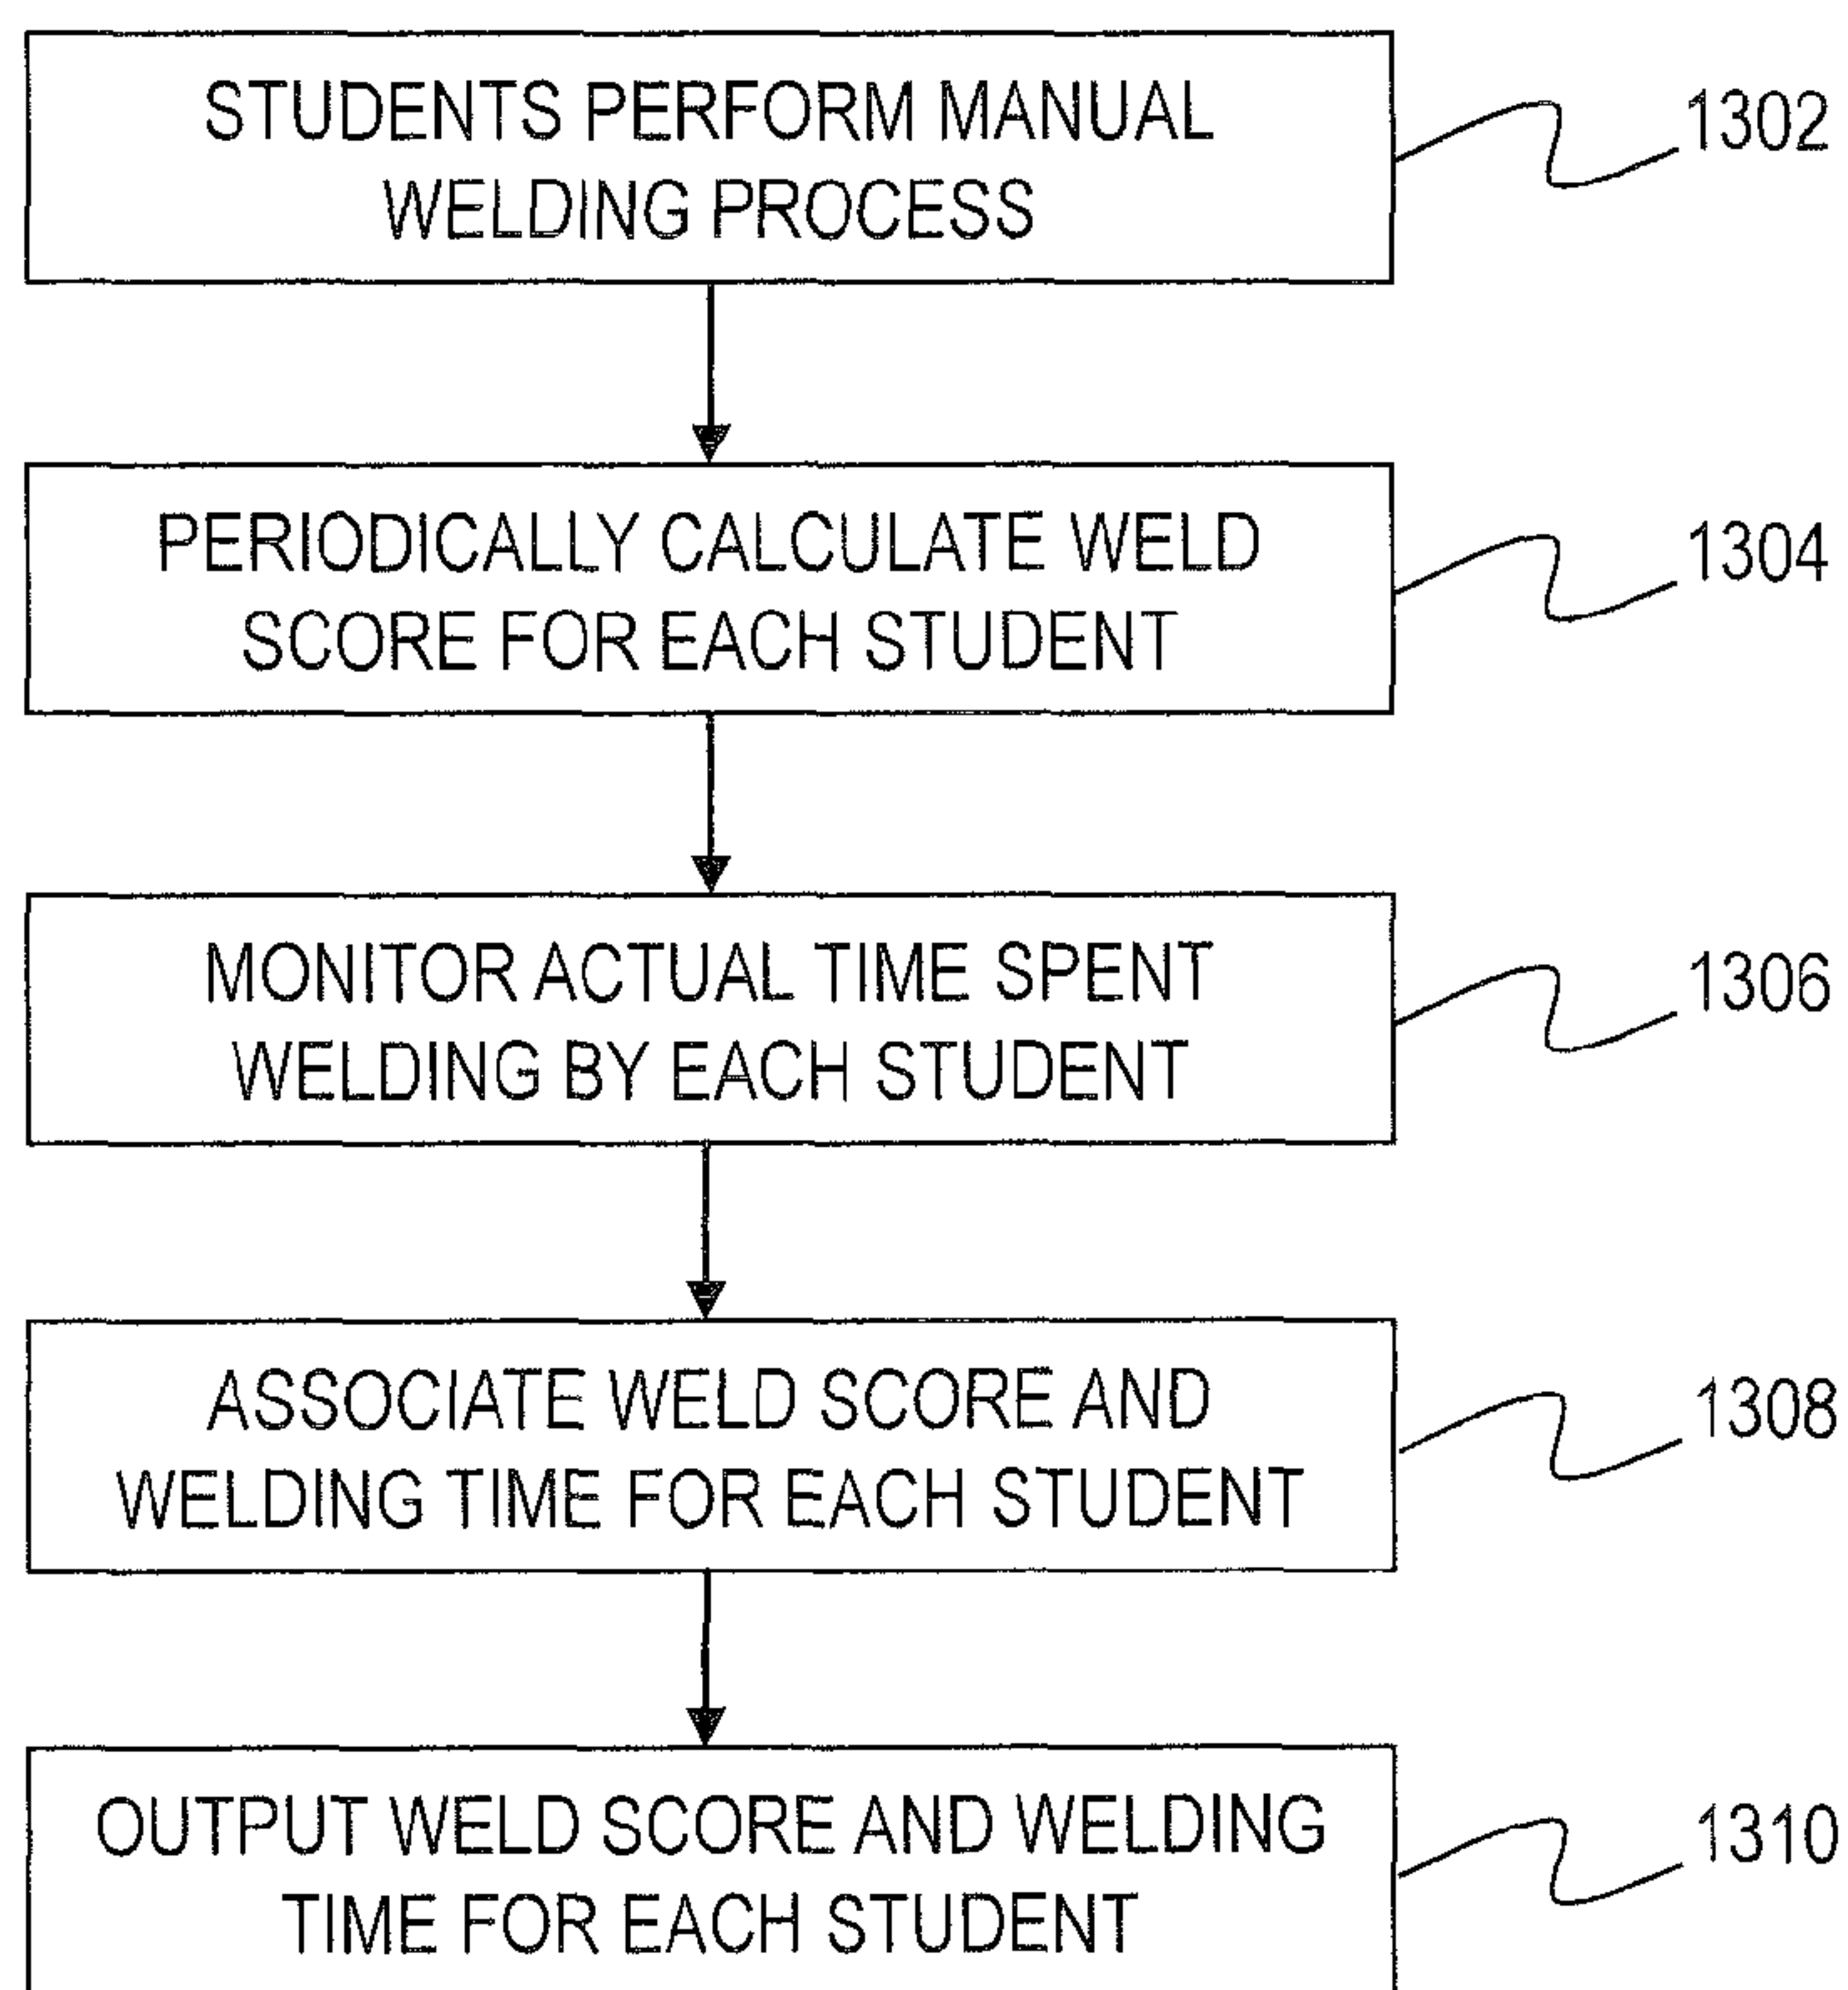 STUDENTS PERFORM MANUAL
WELDING PROCESS
1302
PERIODICALLY CALCULATE WELD
SCORE FOR EACH STUDENT
1304
MONITOR ACTUAL TIME SPENT
WELDING BY EACH STUDENT
1306
ASSOCIATE WELD SCORE AND
WELDING TIME FOR EACH STUDENT
1308
OUTPUT WELD SCORE AND WELDING
TIME FOR EACH STUDENT
1310